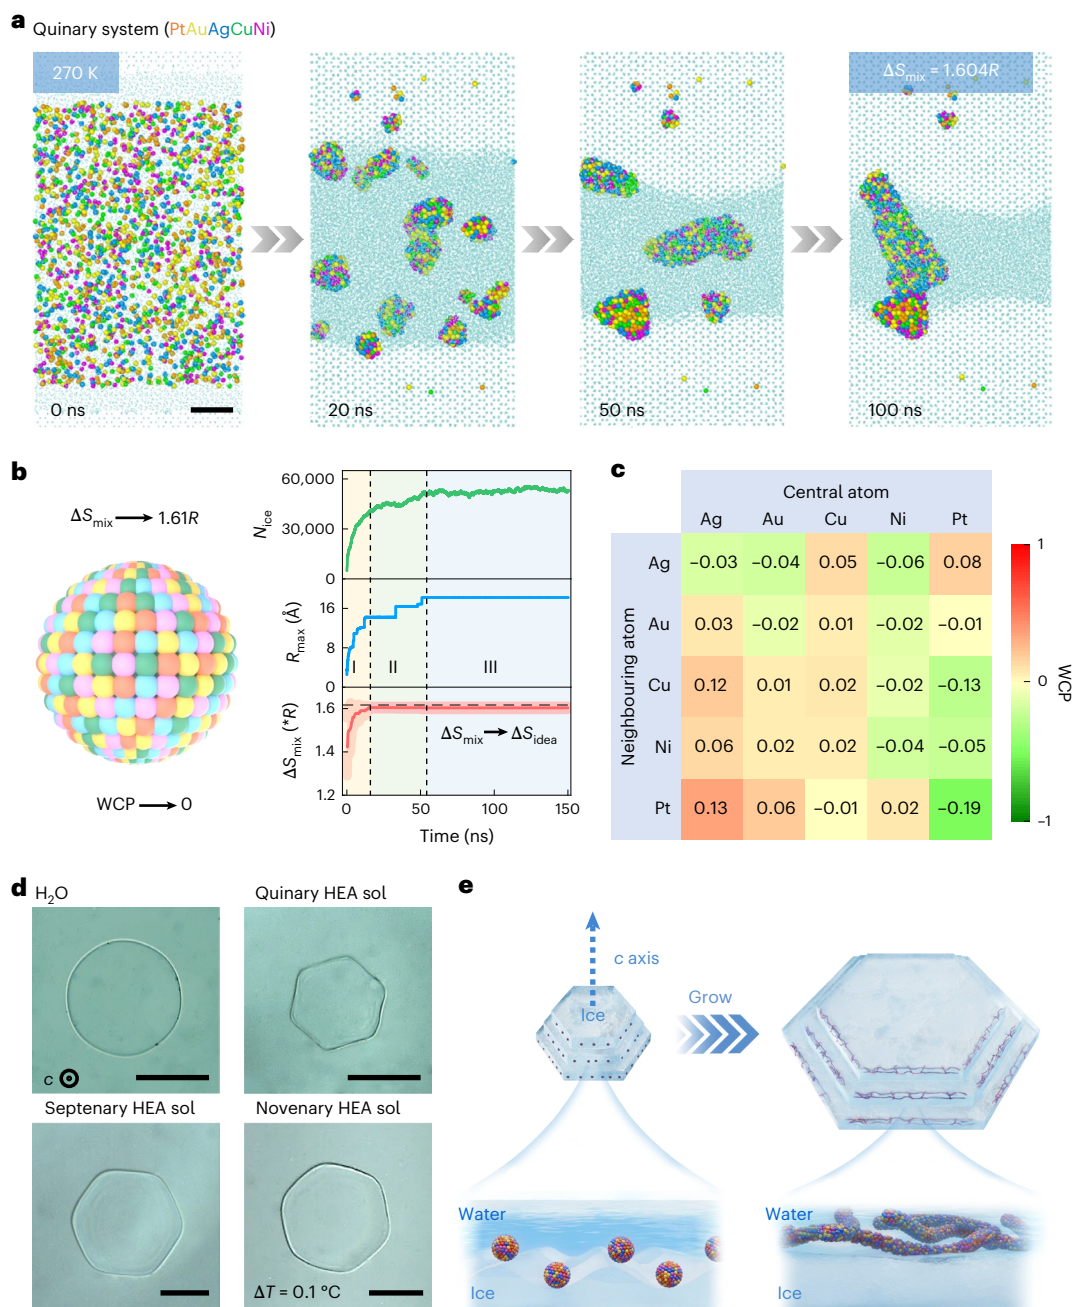 a
Quinary system (PtAuAgCuNi)
270 K
ΔSmix = 1.604R
0 ns
20 ns
50 ns
100 ns
b
ΔSmix → 1.61R
WCP → 0
60,000
30,000
0
Nice
16
8
0
Rmax (Å)
I
II
III
1.6
1.4
1.2
ΔSmix (*R)
ΔSmix → ΔSidea
0
50
100
150
Time (ns)
c
Central atom
Ag Au Cu Ni Pt
Neighbouring atom
Ag −0.03 −0.04 0.05 −0.06 0.08
Au 0.03 −0.02 0.01 −0.02 −0.01
Cu 0.12 0.01 0.02 −0.02 −0.13
Ni 0.06 0.02 0.02 −0.04 −0.05
Pt 0.13 0.06 −0.01 0.02 −0.19
1
0
−1
WCP
d
H2O
Quinary HEA sol
c
Septenary HEA sol
Novenary HEA sol
ΔT = 0.1 °C
e
c axis
Ice
Grow
Water
Ice
Water
Ice